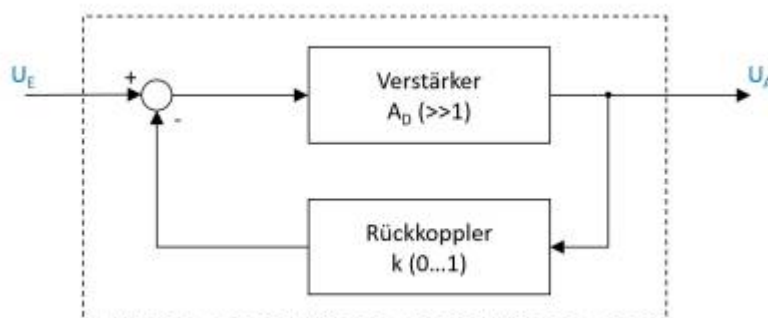 U_E
+
-
Verstärker
A_D (>>1)
U_A
Rückkoppler
k (0...1)